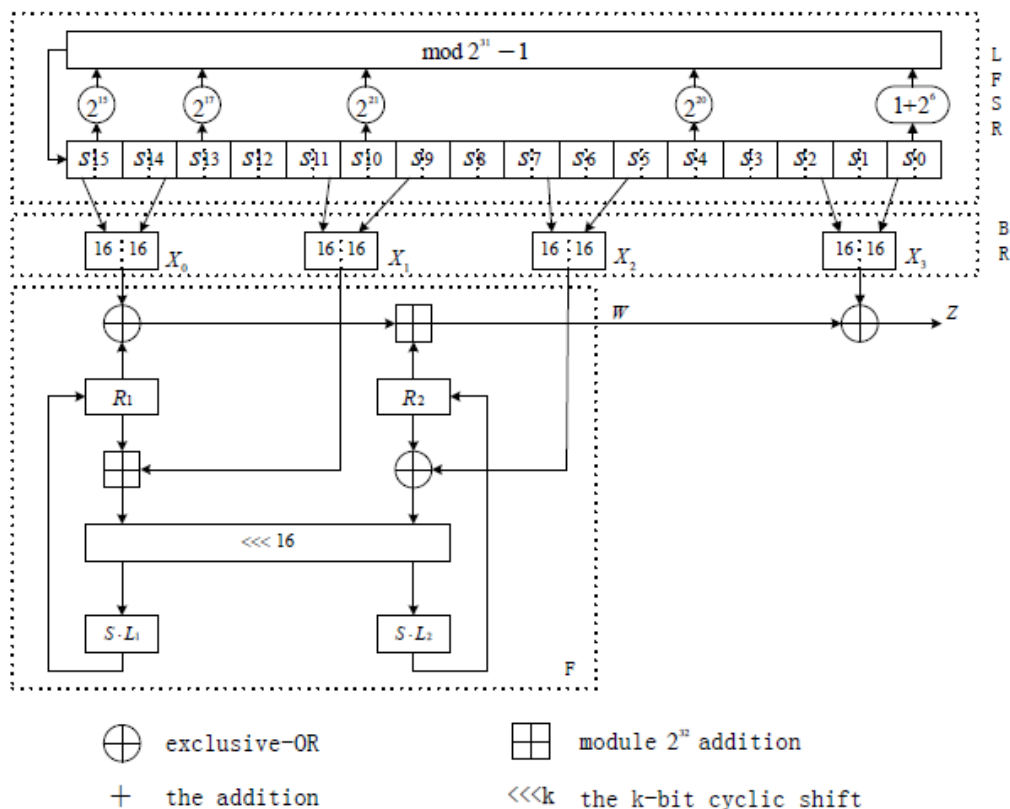 mod 2³¹ − 1
L
F
S
R
2¹⁵ 2¹⁷ 2²¹ 2²⁰ 1+2⁶
S15 S14 S13 S12 S11 S10 S9 S8 S7 S6 S5 S4 S3 S2 S1 S0
B
R
16 16 X₀ 16 16 X₁ 16 16 X₂ 16 16 X₃
W Z
R₁ R₂
<<< 16
S·L₁ S·L₂
F
exclusive-OR module 2³² addition
+ the addition <<<k the k-bit cyclic shift